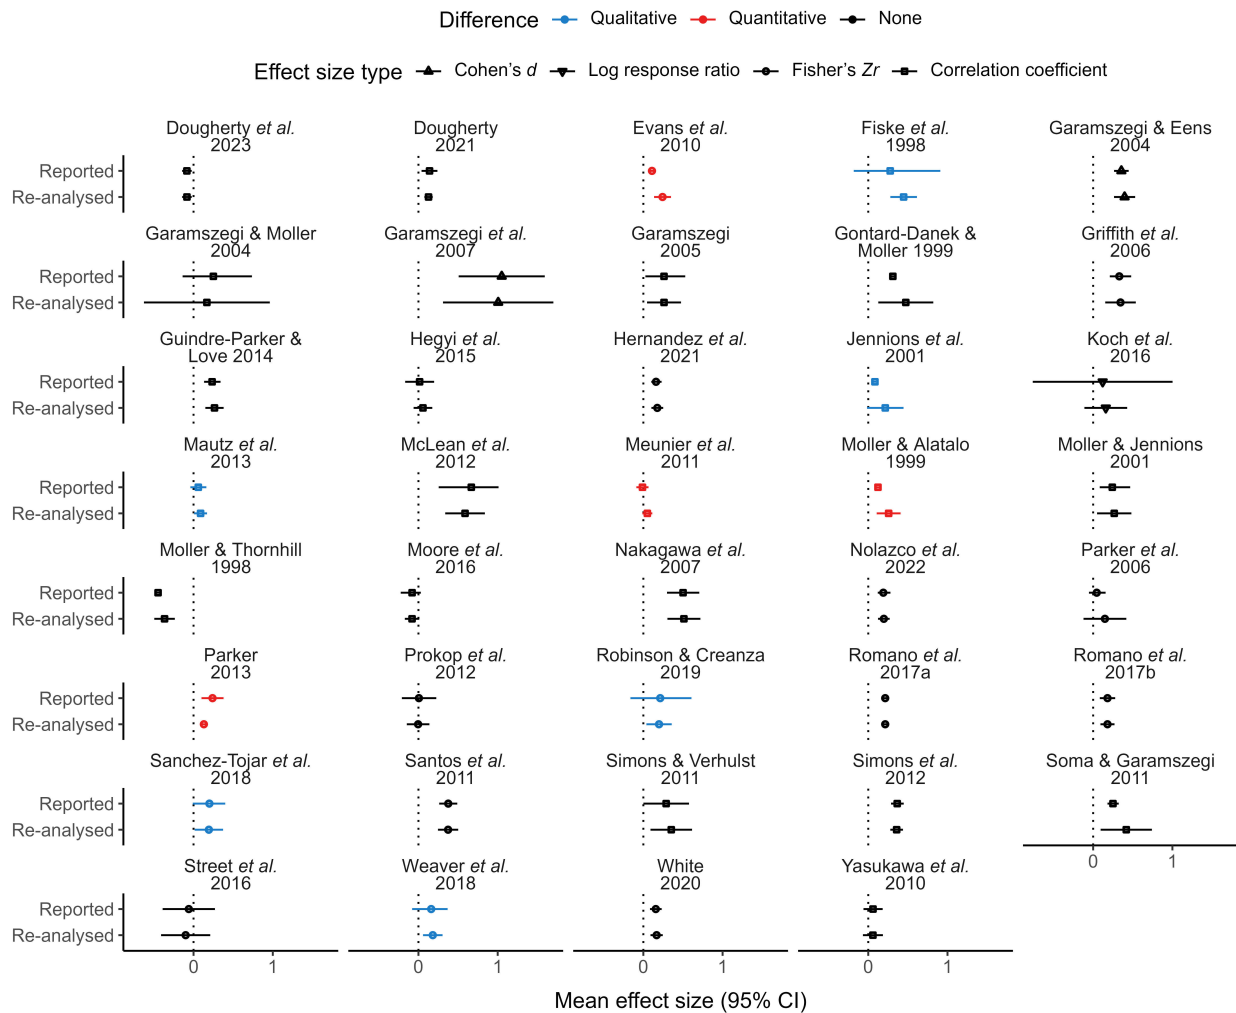 Difference Qualitative Quantitative None
Effect size type Cohen's d Log response ratio Fisher's Zr Correlation coefficient
Dougherty et al. 2023
Dougherty 2021
Evans et al. 2010
Fiske et al. 1998
Garamszegi & Eens 2004
Reported
Re-analysed
Garamszegi & Moller 2004
Garamszegi et al. 2007
Garamszegi 2005
Gontard-Danek & Moller 1999
Griffith et al. 2006
Reported
Re-analysed
Guindre-Parker & Love 2014
Hegyi et al. 2015
Hernandez et al. 2021
Jennions et al. 2001
Koch et al. 2016
Reported
Re-analysed
Mautz et al. 2013
McLean et al. 2012
Meunier et al. 2011
Moller & Alatalo 1999
Moller & Jennions 2001
Reported
Re-analysed
Moller & Thornhill 1998
Moore et al. 2016
Nakagawa et al. 2007
Nolazco et al. 2022
Parker et al. 2006
Reported
Re-analysed
Parker 2013
Prokop et al. 2012
Robinson & Creanza 2019
Romano et al. 2017a
Romano et al. 2017b
Reported
Re-analysed
Sanchez-Tojar et al. 2018
Santos et al. 2011
Simons & Verhulst 2011
Simons et al. 2012
Soma & Garamszegi 2011
Reported
Re-analysed
0 1
Street et al. 2016
Weaver et al. 2018
White 2020
Yasukawa et al. 2010
Reported
Re-analysed
0 1 0 1 0 1 0 1
Mean effect size (95% CI)